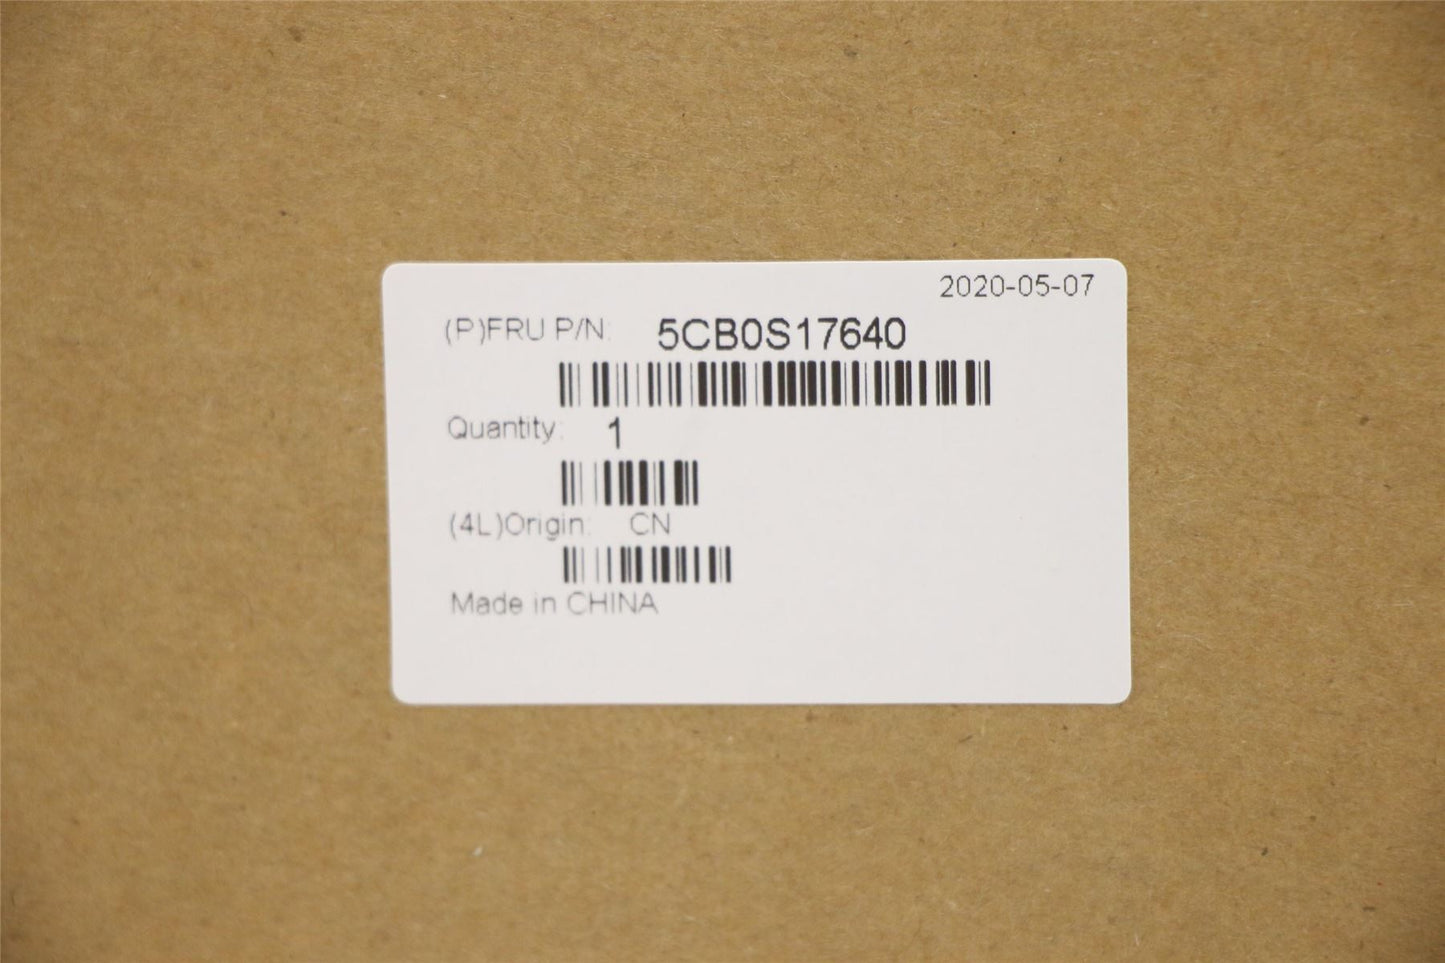 2020-05-07
(P)FRU P/N: 5CB0S17640
Quantity: 1
(4L)Origin: CN
Made in CHINA